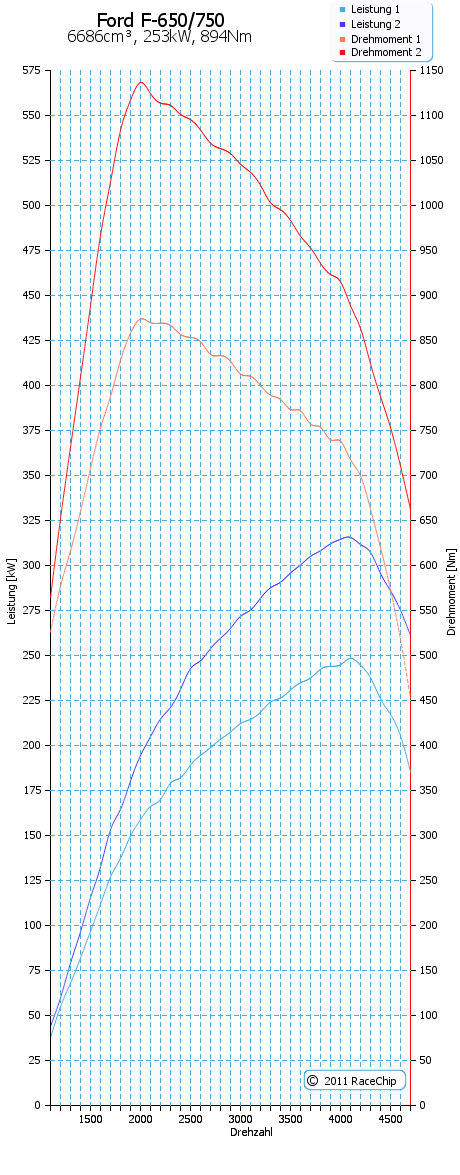 Ford F-650/750
6686cm³, 253kW, 894Nm
Leistung 1
Leistung 2
Drehmoment 1
Drehmoment 2
575 1150
550 1100
525 1050
500 1000
475 950
450 900
425 850
400 800
375 750
350 700
325 650
300 600
275 550
250 500
225 450
200 400
175 350
150 300
125 250
100 200
75 150
50 100
25 50
0 0
Leistung [kW]
Drehmoment [Nm]
© 2011 RaceChip
1500 2000 2500 3000 3500 4000 4500
Drehzahl